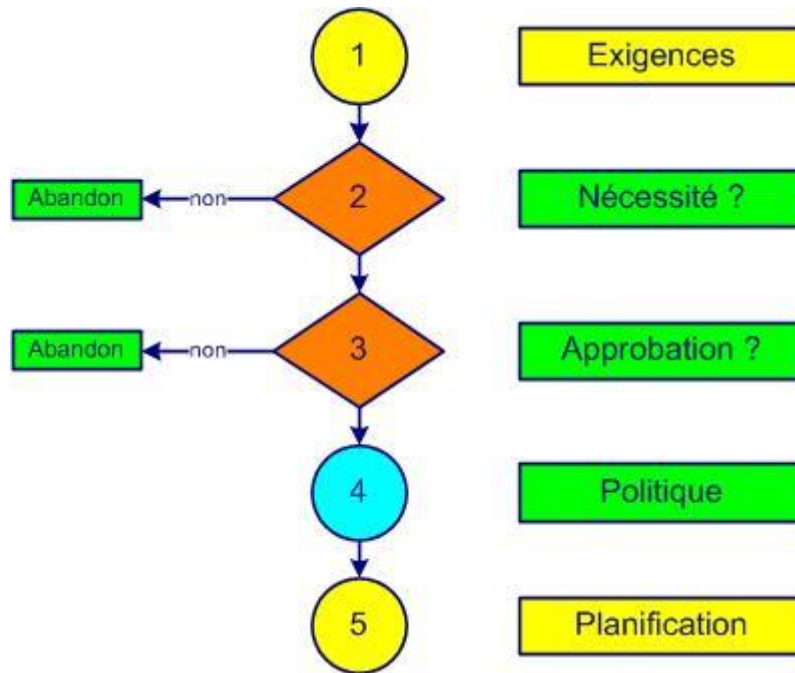 1
Exigences
Abandon
non
2
Nécessité ?
Abandon
non
3
Approbation ?
4
Politique
5
Planification